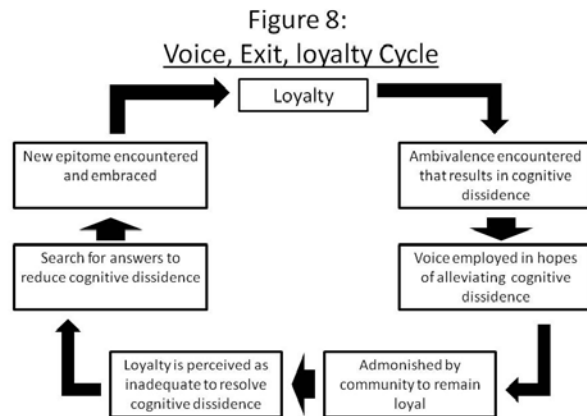 Figure 8:
Voice, Exit, loyalty Cycle
Loyalty
Ambivalence encountered
that results in cognitive
dissidence
Voice employed in hopes
of alleviating cognitive
dissidence
Admonished by
community to remain
loyal
Loyalty is perceived as
inadequate to resolve
cognitive dissidence
Search for answers to
reduce cognitive dissidence
New epitome encountered
and embraced